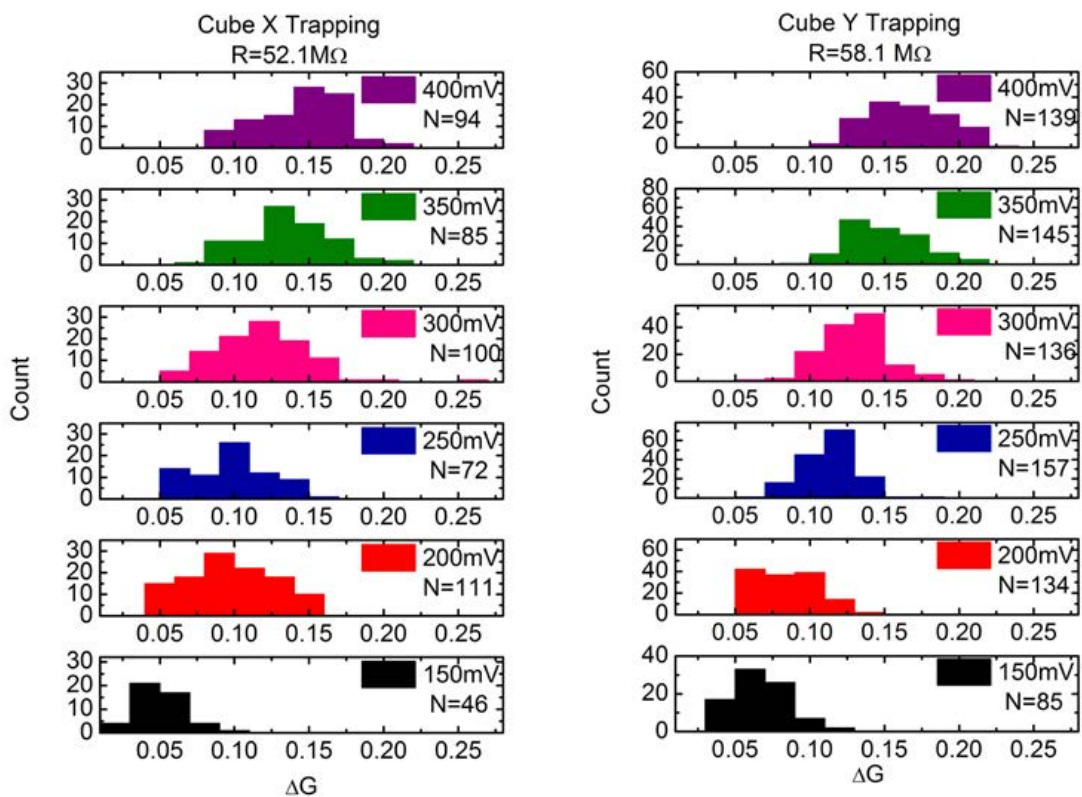 Cube X Trapping
R=52.1MΩ
Count
30
20
10
0
400mV
N=94
0.05 0.10 0.15 0.20 0.25
30
20
10
0
350mV
N=85
0.05 0.10 0.15 0.20 0.25
30
20
10
0
300mV
N=100
0.05 0.10 0.15 0.20 0.25
30
20
10
0
250mV
N=72
0.05 0.10 0.15 0.20 0.25
30
20
10
0
200mV
N=111
0.05 0.10 0.15 0.20 0.25
30
20
10
0
150mV
N=46
0.05 0.10 0.15 0.20 0.25
ΔG
Cube Y Trapping
R=58.1 MΩ
Count
60
40
20
0
400mV
N=139
0.05 0.10 0.15 0.20 0.25
80
60
40
20
0
350mV
N=145
0.05 0.10 0.15 0.20 0.25
40
20
0
300mV
N=136
0.05 0.10 0.15 0.20 0.25
60
40
20
0
250mV
N=157
0.05 0.10 0.15 0.20 0.25
60
40
20
0
200mV
N=134
0.05 0.10 0.15 0.20 0.25
40
20
0
150mV
N=85
0.05 0.10 0.15 0.20 0.25
ΔG